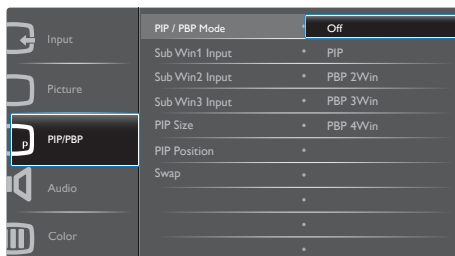 Input
Picture
P
PIP/PBP
Audio
Color
PIP / PBP Mode • Off
Sub Win1 Input • PIP
Sub Win2 Input • PBP 2Win
Sub Win3 Input • PBP 3Win
PIP Size • PBP 4Win
PIP Position •
Swap •